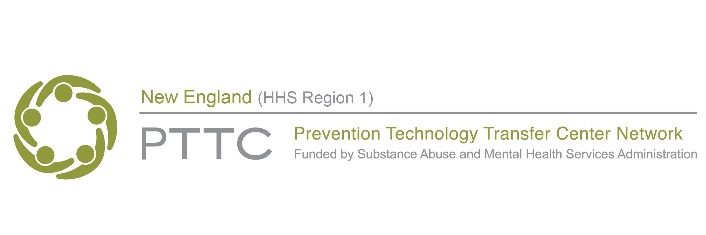 New England (HHS Region 1)
PTTC
Prevention Technology Transfer Center Network
Funded by Substance Abuse and Mental Health Services Administration